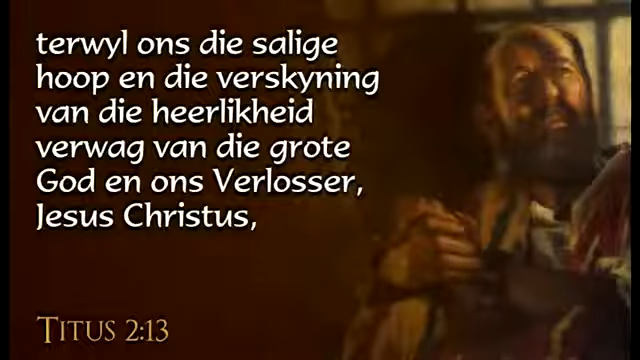 terwyl ons die salige
hoop en die verskyning
van die heerlikheid
verwag van die grote
God en ons Verlosser,
Jesus Christus,
Titus 2:13